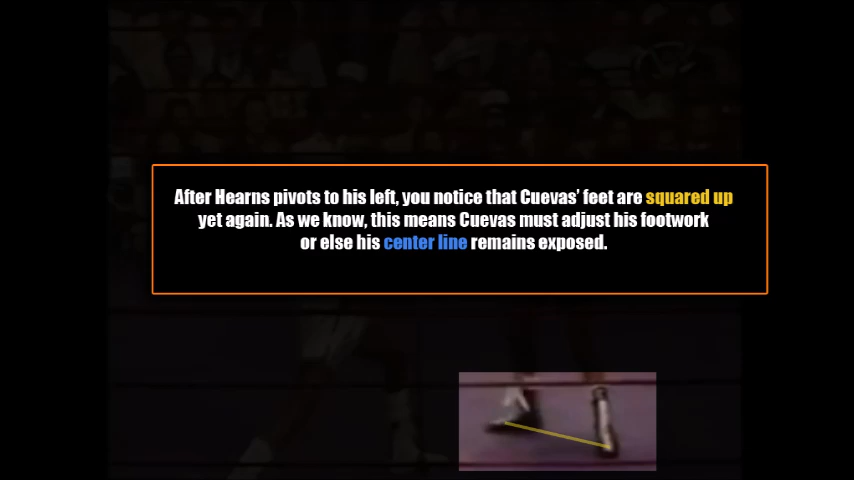 After Hearns pivots to his left, you notice that Cuevas' feet are squared up
yet again. As we know, this means Cuevas must adjust his footwork
or else his center line remains exposed.